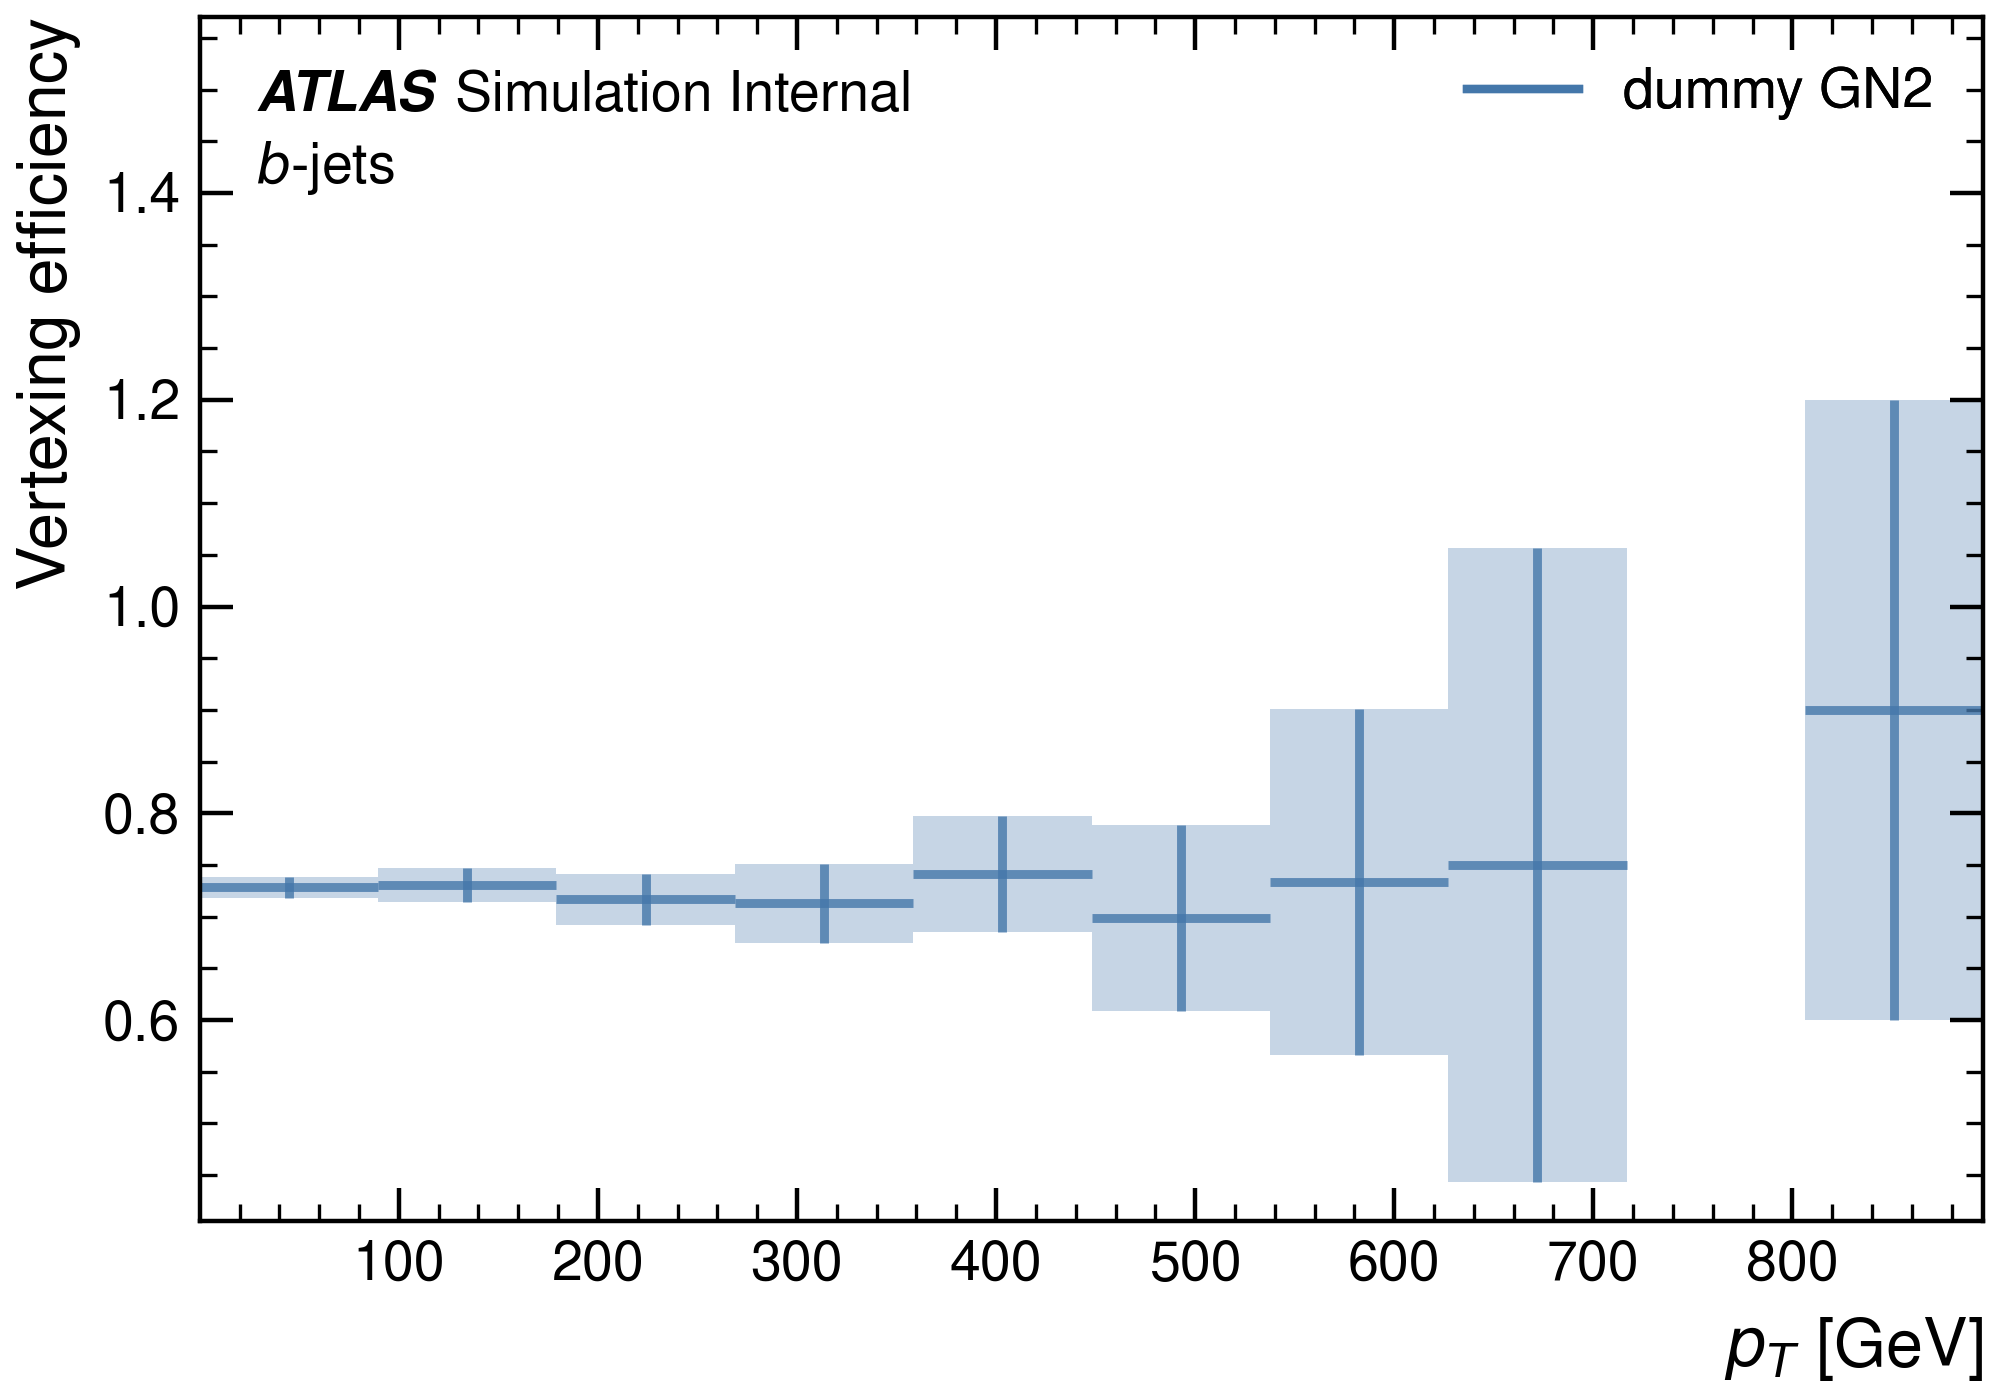 Vertexing efficiency
ATLAS Simulation Internal
b-jets
dummy GN2
1.4
1.2
1.0
0.8
0.6
100 200 300 400 500 600 700 800
p_T [GeV]